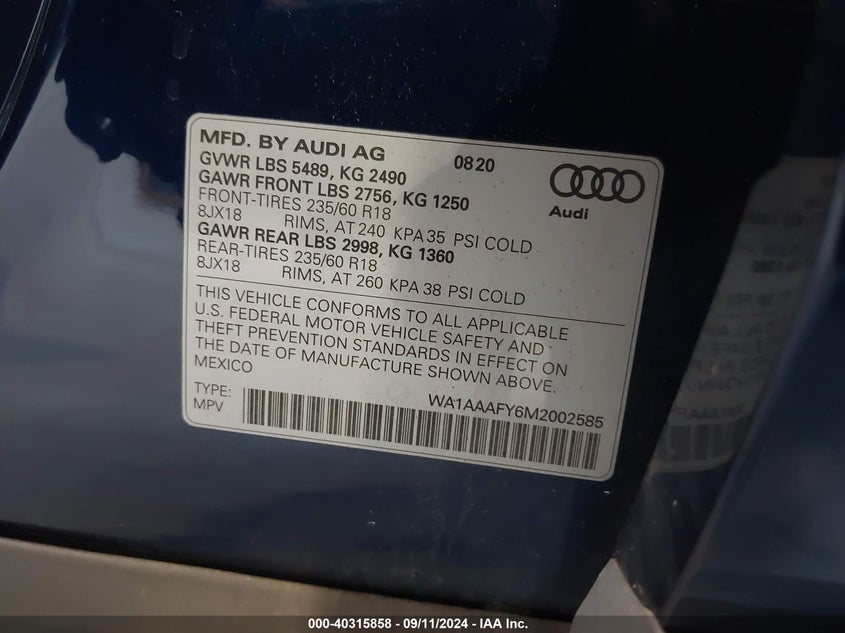 MFD. BY AUDI AG 0820
GVWR LBS 5489, KG 2490
GAWR FRONT LBS 2756, KG 1250
FRONT-TIRES 235/60 R18
8JX18 RIMS, AT 240 KPA 35 PSI COLD
GAWR REAR LBS 2998, KG 1360
REAR-TIRES 235/60 R18
8JX18 RIMS, AT 260 KPA 38 PSI COLD
Audi
THIS VEHICLE CONFORMS TO ALL APPLICABLE
U.S. FEDERAL MOTOR VEHICLE SAFETY AND
THEFT PREVENTION STANDARDS IN EFFECT ON
THE DATE OF MANUFACTURE SHOWN ABOVE.
MEXICO
TYPE: WA1AAAFY6M2002585
MPV
000-40315858 - 09/11/2024 - © IAA Inc.